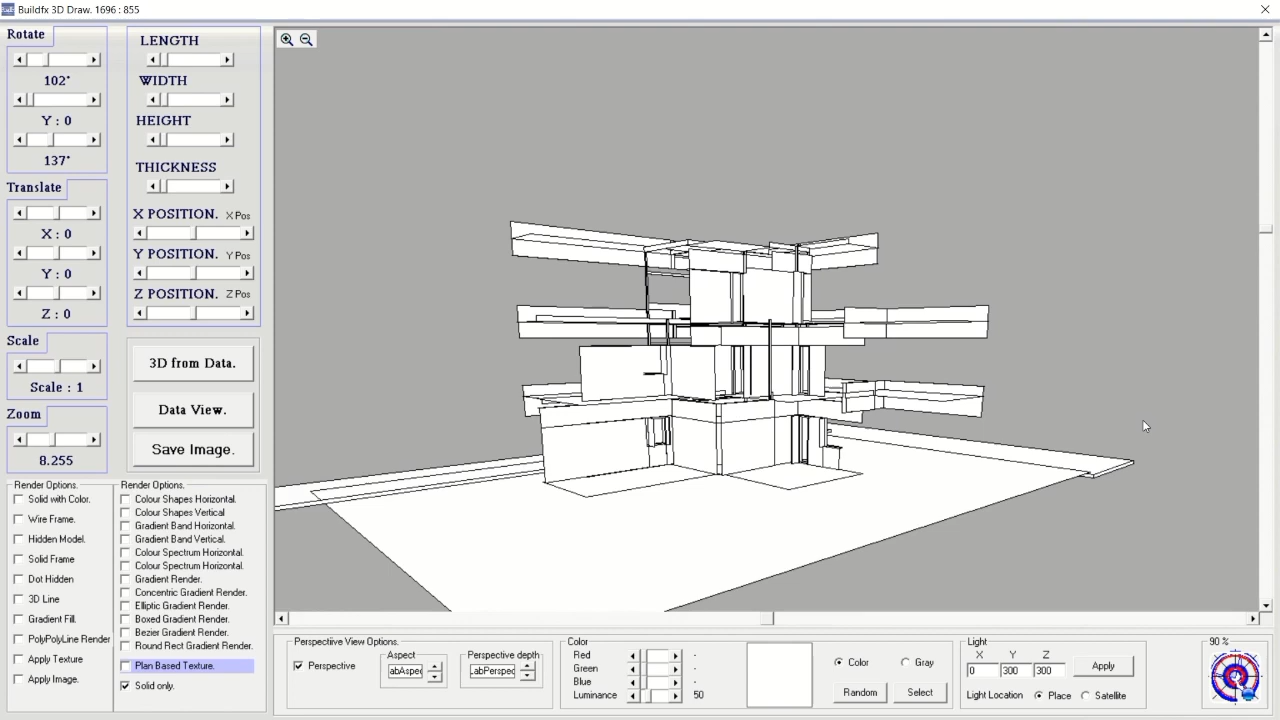 Buildfx 3D Draw. 1696 : 855
Rotate
102°
Y : 0
137°
Translate
X : 0
Y : 0
Z : 0
Scale
Scale : 1
Zoom
8.255
LENGTH
WIDTH
HEIGHT
THICKNESS
X POSITION. X Pos
Y POSITION. Y Pos
Z POSITION. Z Pos
3D from Data.
Data View.
Save Image.
Render Options.
Solid with Color.
Wire Frame.
Hidden Model.
Solid Frame
Dot Hidden
3D Line
Gradient Fill.
PolyPolyLine Render
Apply Texture
Apply Image.
Render Options.
Colour Shapes Horizontal.
Colour Shapes Vertical
Gradient Band Horizontal.
Gradient Band Vertical.
Colour Spectrum Horizontal.
Colour Spectrum Horizontal.
Gradient Render.
Concentric Gradient Render.
Elliptic Gradient Render.
Boxed Gradient Render.
Bezier Gradient Render.
Round Rect Gradient Render.
Plan Based Texture.
Solid only.
Perspective View Options.
Perspective
Aspect
abAspec
Perspective depth
.abPerspec
Color
Red -
Green -
Blue -
Luminance 50
Color Gray
Random Select
Light
X Y Z
0 300 300 Apply
Light Location Place Satellite
90 %